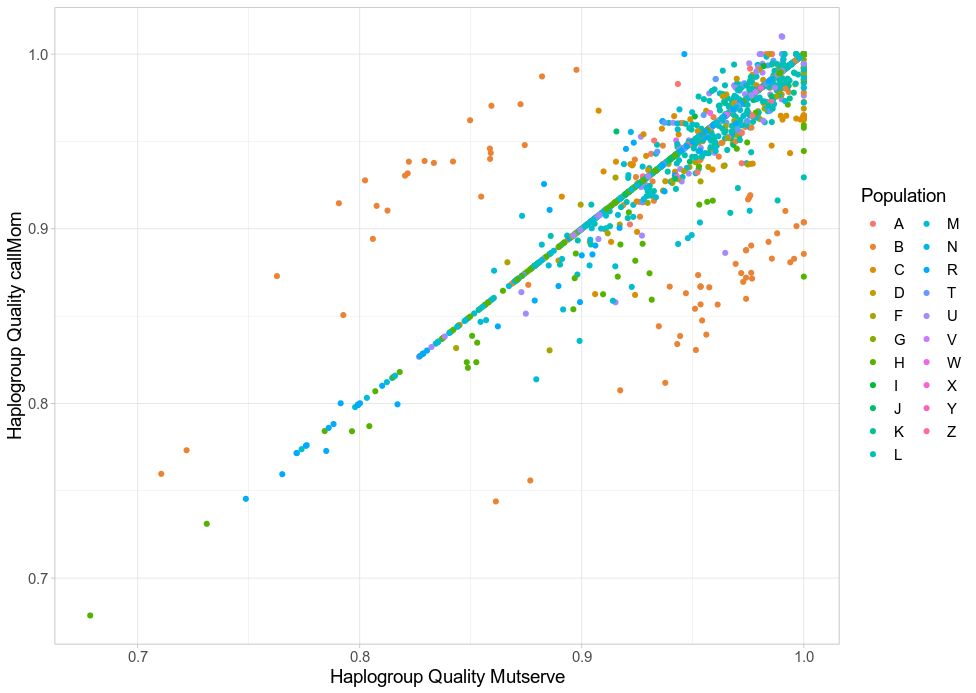 1.0
0.9
0.8
0.7
Haplogroup Quality callMom
0.7 0.8 0.9 1.0
Haplogroup Quality Mutserve
Population
A M
B N
C R
D T
F U
G V
H W
I X
J Y
K Z
L